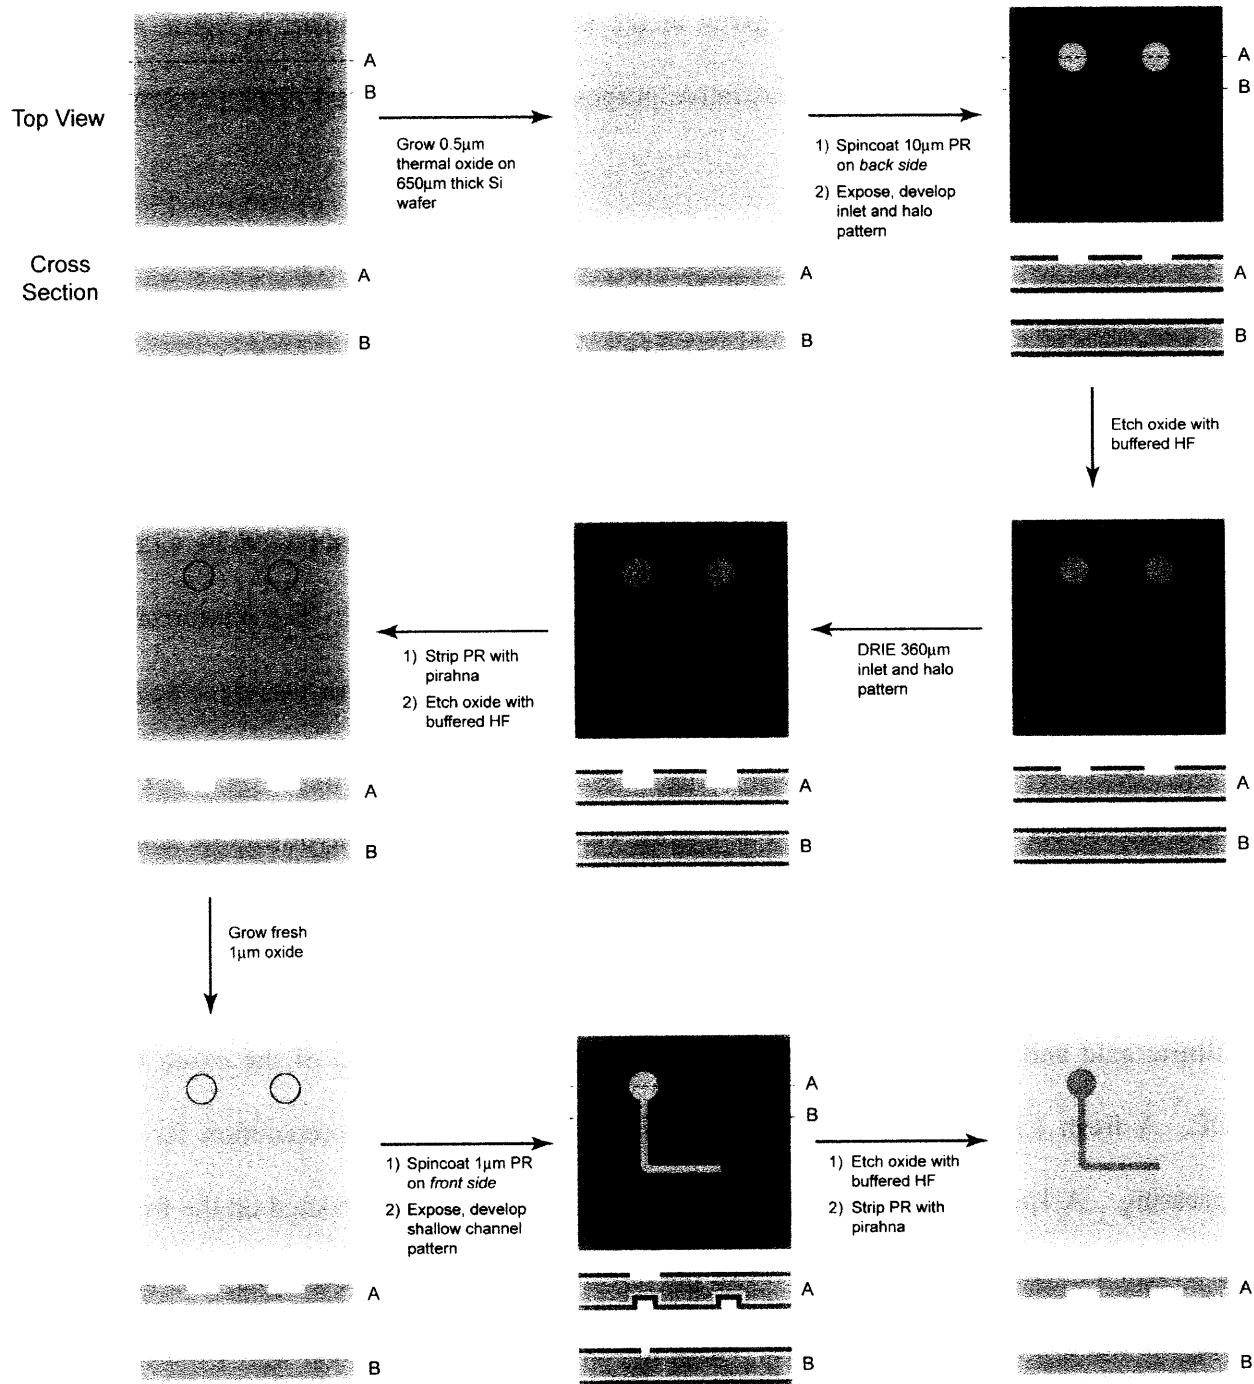 A
B
Top View
Grow 0.5μm
thermal oxide on
650μm thick Si
wafer
1) Spincoat 10μm PR
on back side
2) Expose, develop
inlet and halo
pattern
A
B
Cross
Section
A
B
A
B
A
B
Etch oxide with
buffered HF
1) Strip PR with
pirahna
2) Etch oxide with
buffered HF
DRIE 360μm
inlet and halo
pattern
A
B
A
B
A
B
Grow fresh
1μm oxide
A
B
1) Spincoat 1μm PR
on front side
2) Expose, develop
shallow channel
pattern
1) Etch oxide with
buffered HF
2) Strip PR with
pirahna
A
B
A
B
A
B